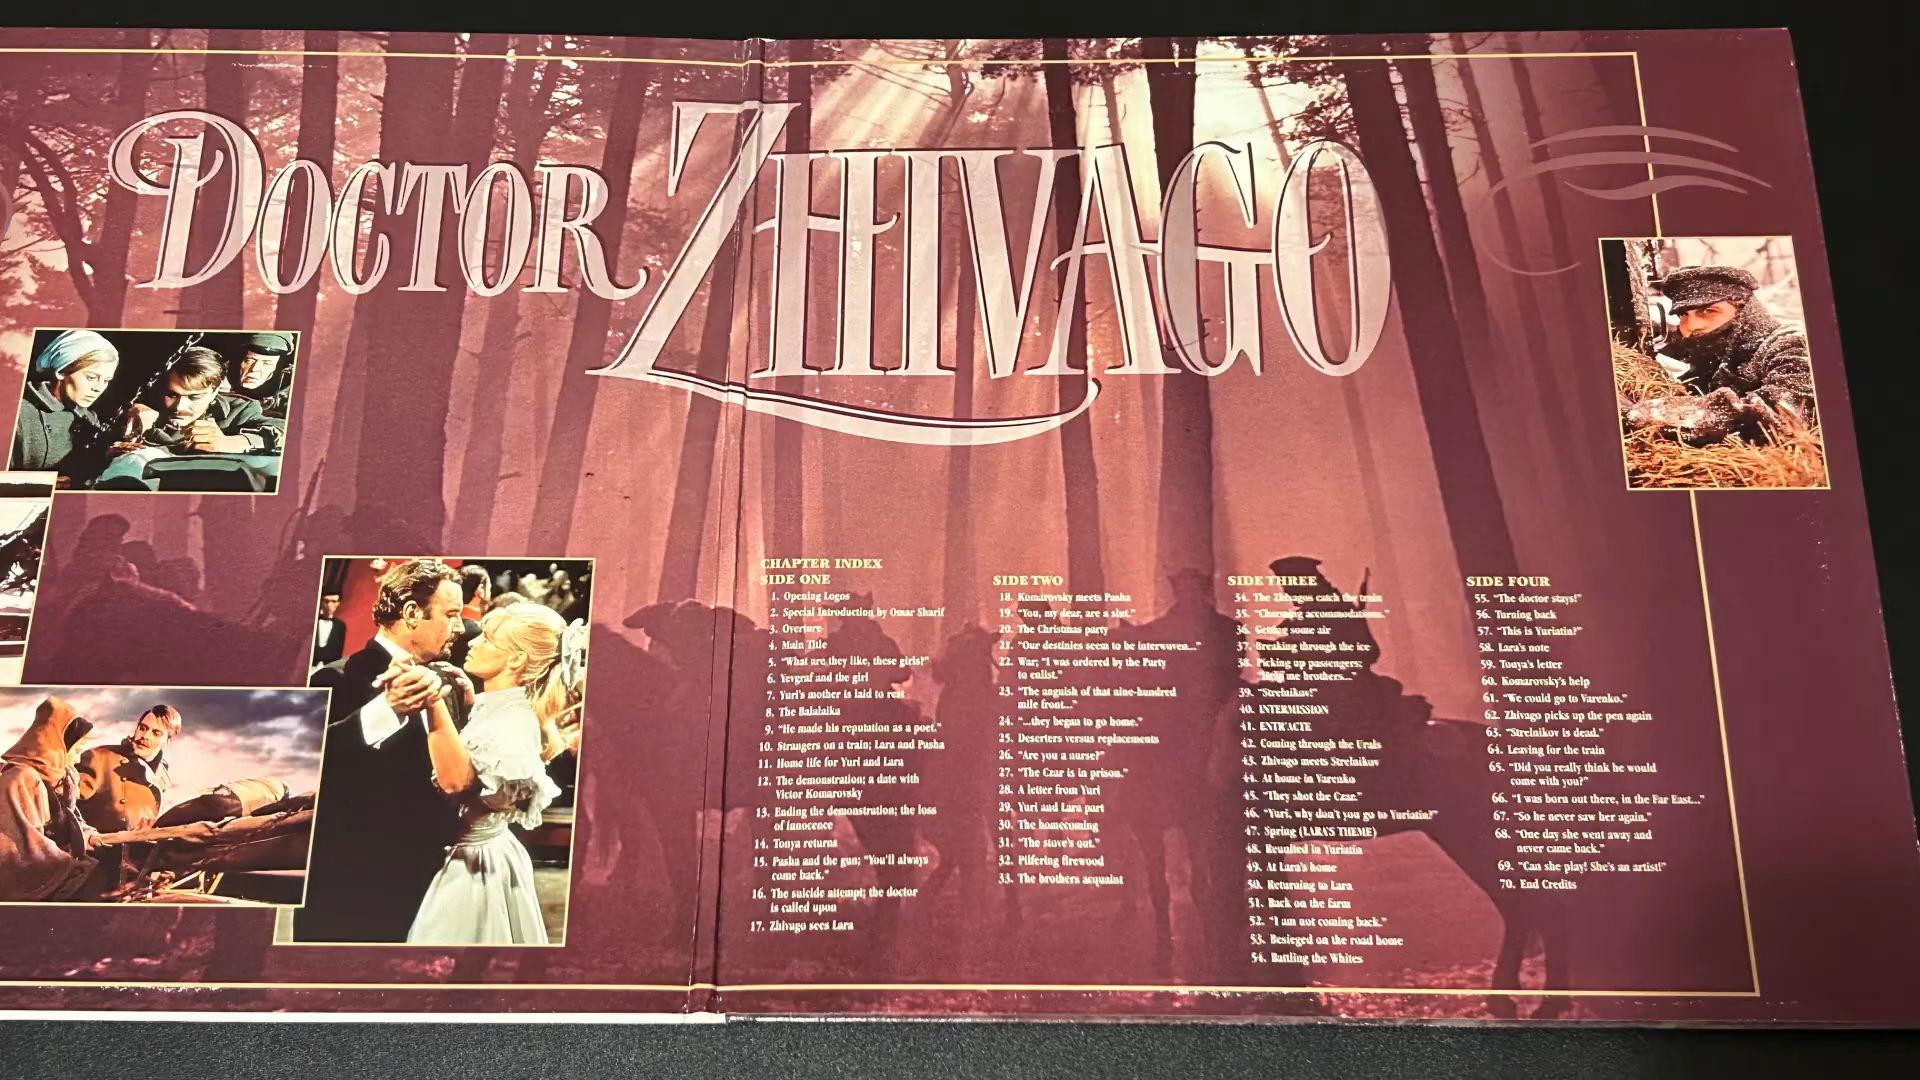 DOCTOR ZHIVAGO
CHAPTER INDEX
SIDE ONE
1. Opening Logos
2. Special Introduction by Omar Sharif
3. Overture
4. Main Title
5. "What are they like, these girls?"
6. Yevgraf and the girl
7. Yuri's mother is laid to rest
8. The Balalaika
9. "He made his reputation as a poet."
10. Strangers on a train; Lara and Pasha
11. Home life for Yuri and Lara
12. The demonstration; a date with
Victor Komarovsky
13. Ending the demonstration; the loss
of innocence
14. Tonya returns
15. Pasha and the gun; "You'll always
come back."
16. The suicide attempt; the doctor
is called upon
17. Zhivago sees Lara
SIDE TWO
18. Komarovsky meets Pasha
19. "You, my dear, are a slut."
20. The Christmas party
21. "Our destinies seem to be interwoven..."
22. War; "I was ordered by the Party
to enlist."
23. "The anguish of that nine-hundred
mile front..."
24. "...they began to go home."
25. Deserters versus replacements
26. "Are you a nurse?"
27. "The Czar is in prison."
28. A letter from Yuri
29. Yuri and Lara part
30. The homecoming
31. "The stove's out."
32. Pilfering firewood
33. The brothers acquaint
SIDE THREE
34. The Zhivagos catch the train
35. "Charming accommodations."
36. Getting some air
37. Breaking through the ice
38. Picking up passengers;
"Help me brothers..."
39. "Strelnikov!"
40. INTERMISSION
41. ENTR'ACTE
42. Coming through the Urals
43. Zhivago meets Strelnikov
44. At home in Varenko
45. "They shot the Czar."
46. "Yuri, why don't you go to Yuriatin?"
47. Spring (LARA'S THEME)
48. Reunited in Yuriatin
49. At Lara's home
50. Returning to Lara
51. Back on the farm
52. "I am not coming back."
53. Besieged on the road home
54. Battling the Whites
SIDE FOUR
55. "The doctor stays!"
56. Turning back
57. "This is Yuriatin?"
58. Lara's note
59. Tonya's letter
60. Komarovsky's help
61. "We could go to Varenko."
62. Zhivago picks up the pen again
63. "Strelnikov is dead."
64. Leaving for the train
65. "Did you really think he would
come with you?"
66. "I was born out there, in the Far East..."
67. "So he never saw her again."
68. "One day she went away and
never came back."
69. "Can she play! She's an artist!"
70. End Credits